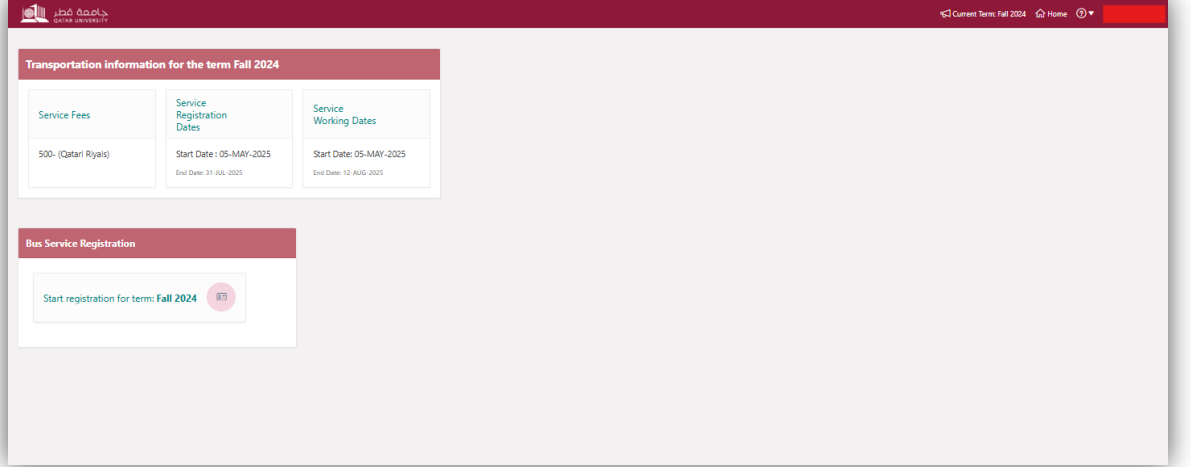 جامعة قطر
QATAR UNIVERSITY
Current Term: Fall 2024 Home
Transportation information for the term Fall 2024
Service Fees
500- (Qatari Riyals)
Service
Registration
Dates
Start Date : 05-MAY-2025
End Date: 31-JUL-2025
Service
Working Dates
Start Date: 05-MAY-2025
End Date: 12-AUG-2025
Bus Service Registration
Start registration for term: Fall 2024